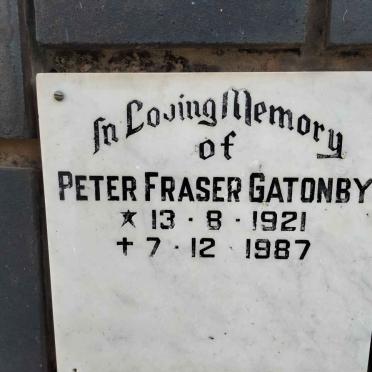 In Loving Memory
of
PETER FRASER GATONBY
★ 13 · 8 · 1921
✝ 7 · 12 1987